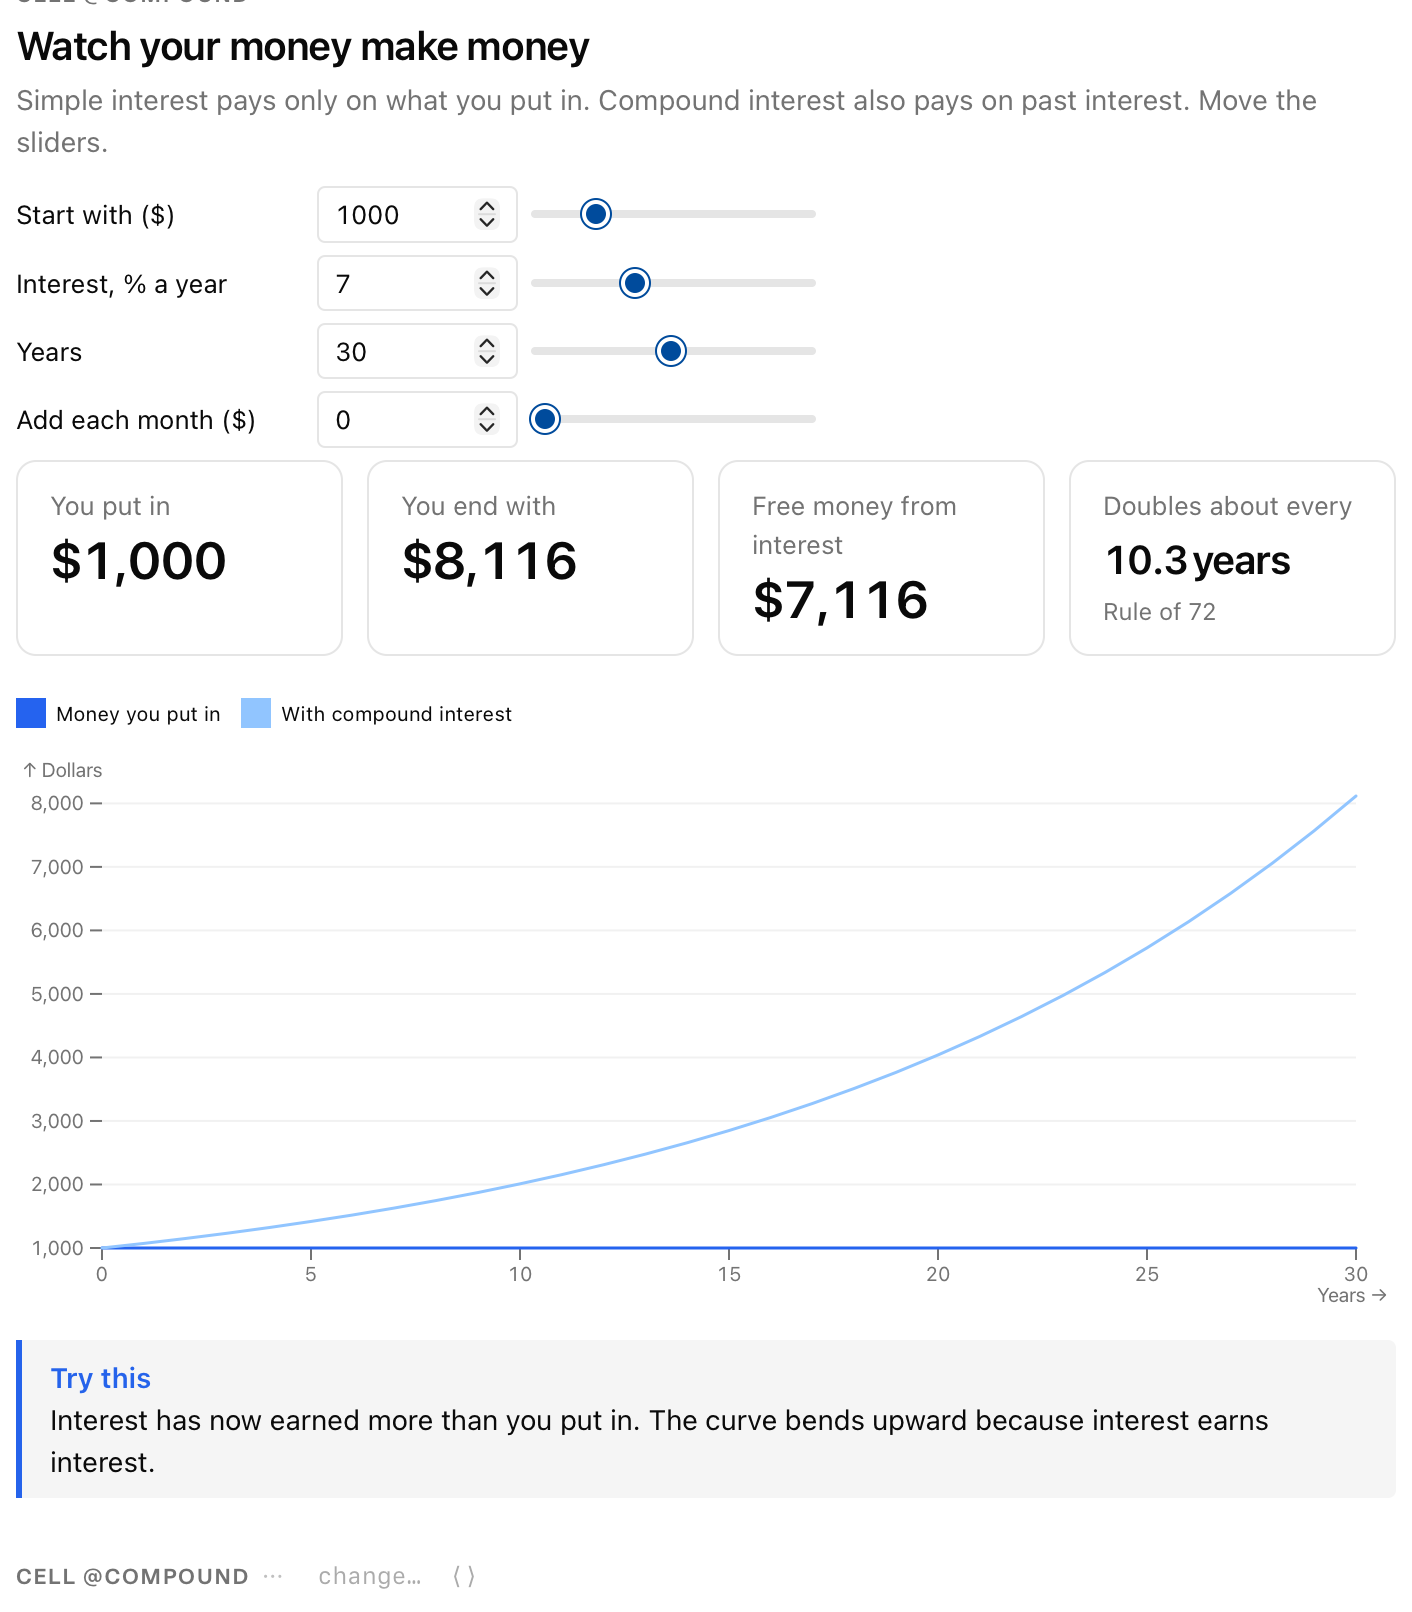 CELL @COMPOUND
Watch your money make money
Simple interest pays only on what you put in. Compound interest also pays on past interest. Move the
sliders.
Start with ($)
1000
Interest, % a year
7
Years
30
Add each month ($)
0
You put in
$1,000
You end with
$8,116
Free money from
interest
$7,116
Doubles about every
10.3 years
Rule of 72
Money you put in
With compound interest
↑ Dollars
8,000
7,000
6,000
5,000
4,000
3,000
2,000
1,000
0 5 10 15 20 25 30
Years →
Try this
Interest has now earned more than you put in. The curve bends upward because interest earns
interest.
CELL @COMPOUND ··· change… ⟨⟩